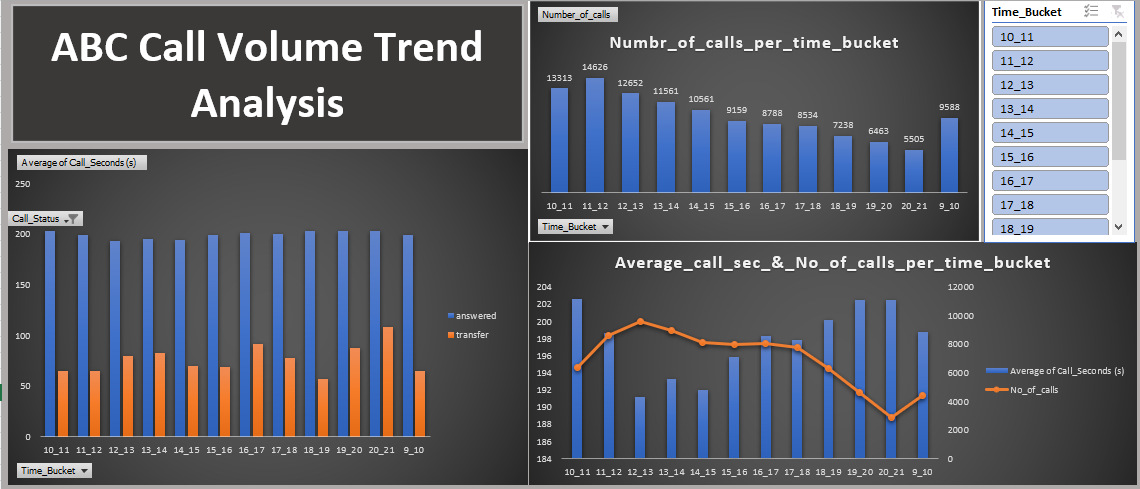 ABC Call Volume Trend
Analysis
Number_of_calls
Numbr_of_calls_per_time_bucket
13313 14626 12652 11561 10561 9159 8788 8534 7238 6463 5505 9588
10_11 11_12 12_13 13_14 14_15 15_16 16_17 17_18 18_19 19_20 20_21 9_10
Time_Bucket
Time_Bucket
10_11
11_12
12_13
13_14
14_15
15_16
16_17
17_18
18_19
Average of Call_Seconds (s)
250
Call_Status
200
150
100
50
0
answered
transfer
10_11 11_12 12_13 13_14 14_15 15_16 16_17 17_18 18_19 19_20 20_21 9_10
Time_Bucket
Average_call_sec_&_No_of_calls_per_time_bucket
204
202
200
198
196
194
192
190
188
186
184
12000
10000
8000
6000
4000
2000
0
Average of Call_Seconds (s)
No_of_calls
10_11 11_12 12_13 13_14 14_15 15_16 16_17 17_18 18_19 19_20 20_21 9_10